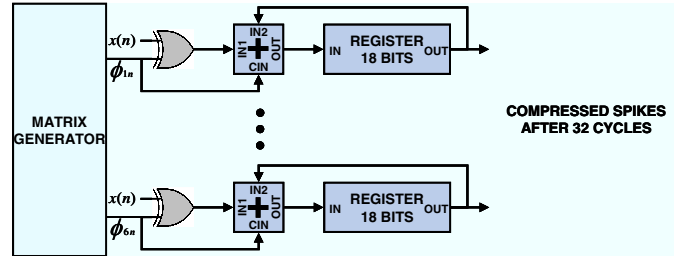 x(n)
ϕ1n
IN1
IN2
+
CIN
OUT
IN
REGISTER
18 BITS
OUT
MATRIX
GENERATOR
COMPRESSED SPIKES
AFTER 32 CYCLES
x(n)
ϕ6n
IN1
IN2
+
CIN
OUT
IN
REGISTER
18 BITS
OUT